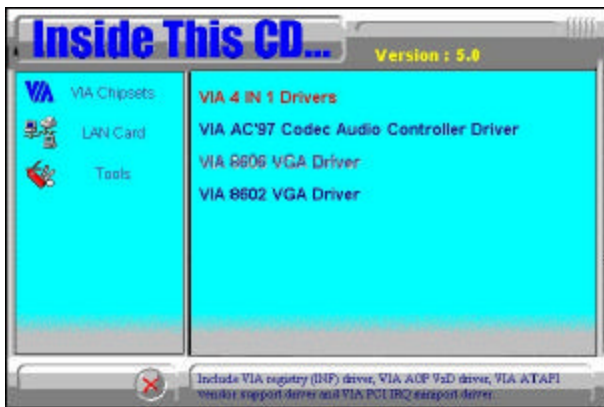 Inside This CD...
Version : 5.0
VIA
VIA Chipsets
LAN Card
Tools
VIA 4 IN 1 Drivers
VIA AC'97 Codec Audio Controller Driver
VIA 8606 VGA Driver
VIA 8602 VGA Driver
Include VIA registry (INF) driver, VIA AGP VxD driver, VIA ATAPI
vendor support driver and VIA PCI IRQ miniport driver.